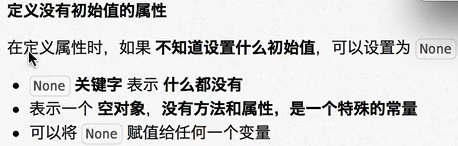 定义没有初始值的属性
在定义属性时，如果 不知道设置什么初始值，可以设置为 None
• None 关键字 表示 什么都没有
• 表示一个 空对象，没有方法和属性，是一个特殊的常量
• 可以将 None 赋值给任何一个变量